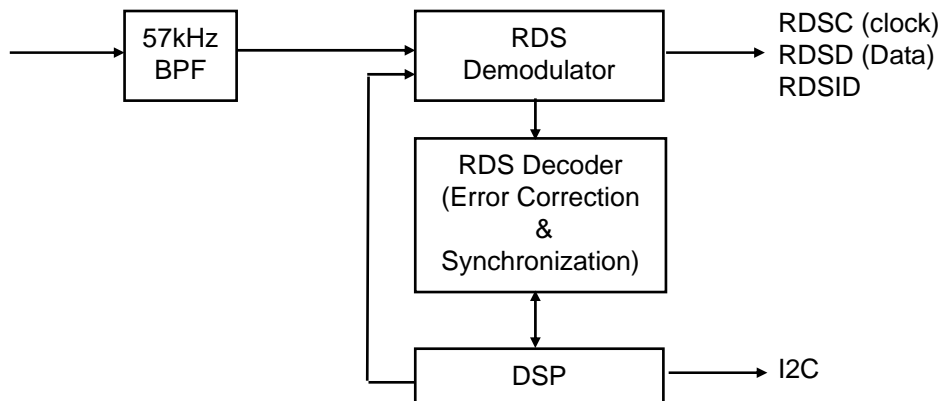 57kHz
BPF
RDS
Demodulator
RDSC (clock)
RDSD (Data)
RDSID
RDS Decoder
(Error Correction
&
Synchronization)
DSP
I2C